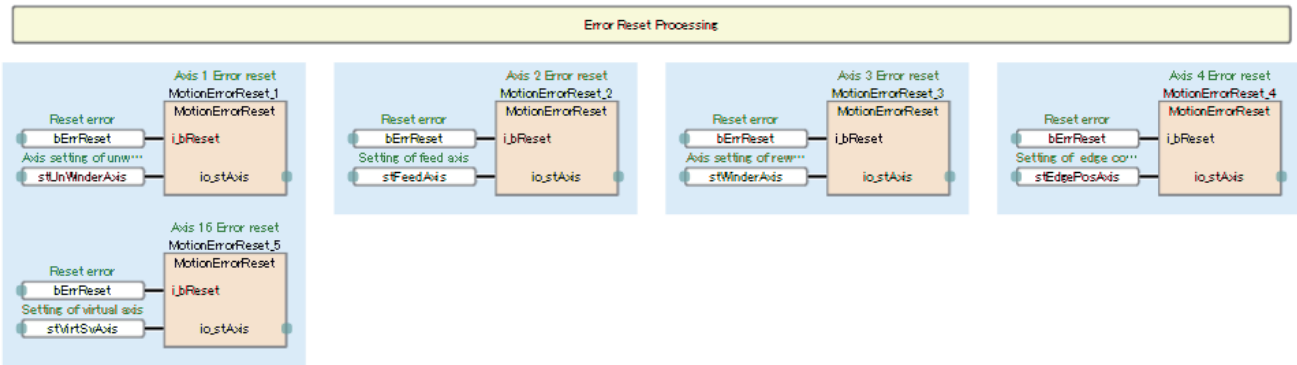 Error Reset Processing
Axis 1 Error reset
MotionErrorReset_1
MotionErrorReset
Reset error
bErrReset
i_bReset
Axis setting of unw…
stUnWinderAxis
io_stAxis
Axis 2 Error reset
MotionErrorReset_2
MotionErrorReset
Reset error
bErrReset
i_bReset
Setting of feed axis
stFeedAxis
io_stAxis
Axis 3 Error reset
MotionErrorReset_3
MotionErrorReset
Reset error
bErrReset
i_bReset
Axis setting of rew…
stWinderAxis
io_stAxis
Axis 4 Error reset
MotionErrorReset_4
MotionErrorReset
Reset error
bErrReset
i_bReset
Setting of edge co…
stEdgePosAxis
io_stAxis
Axis 16 Error reset
MotionErrorReset_5
MotionErrorReset
Reset error
bErrReset
i_bReset
Setting of virtual axis
stVirtSvAxis
io_stAxis